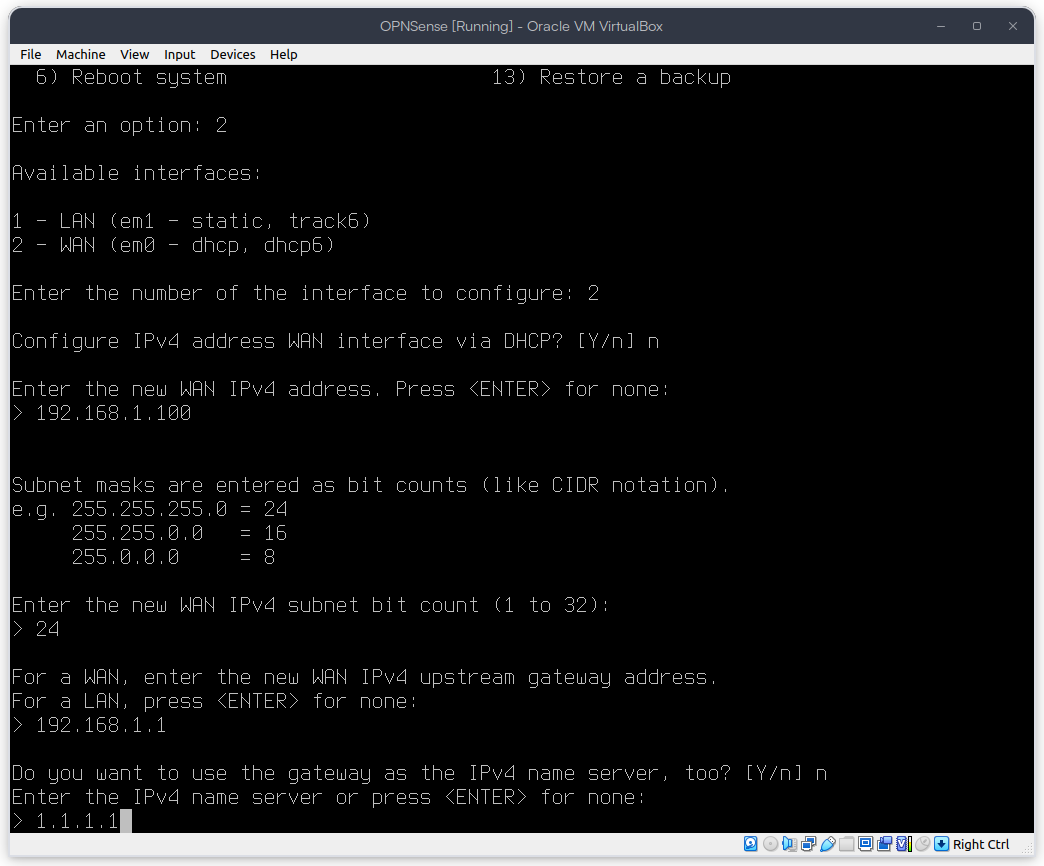 OPNSense [Running] - Oracle VM VirtualBox
File Machine View Input Devices Help
6) Reboot system 13) Restore a backup
Enter an option: 2
Available interfaces:
1 - LAN (em1 - static, track6)
2 - WAN (em0 - dhcp, dhcp6)
Enter the number of the interface to configure: 2
Configure IPv4 address WAN interface via DHCP? [Y/n] n
Enter the new WAN IPv4 address. Press <ENTER> for none:
> 192.168.1.100
Subnet masks are entered as bit counts (like CIDR notation).
e.g. 255.255.255.0 = 24
255.255.0.0 = 16
255.0.0.0 = 8
Enter the new WAN IPv4 subnet bit count (1 to 32):
> 24
For a WAN, enter the new WAN IPv4 upstream gateway address.
For a LAN, press <ENTER> for none:
> 192.168.1.1
Do you want to use the gateway as the IPv4 name server, too? [Y/n] n
Enter the IPv4 name server or press <ENTER> for none:
> 1.1.1.1
Right Ctrl